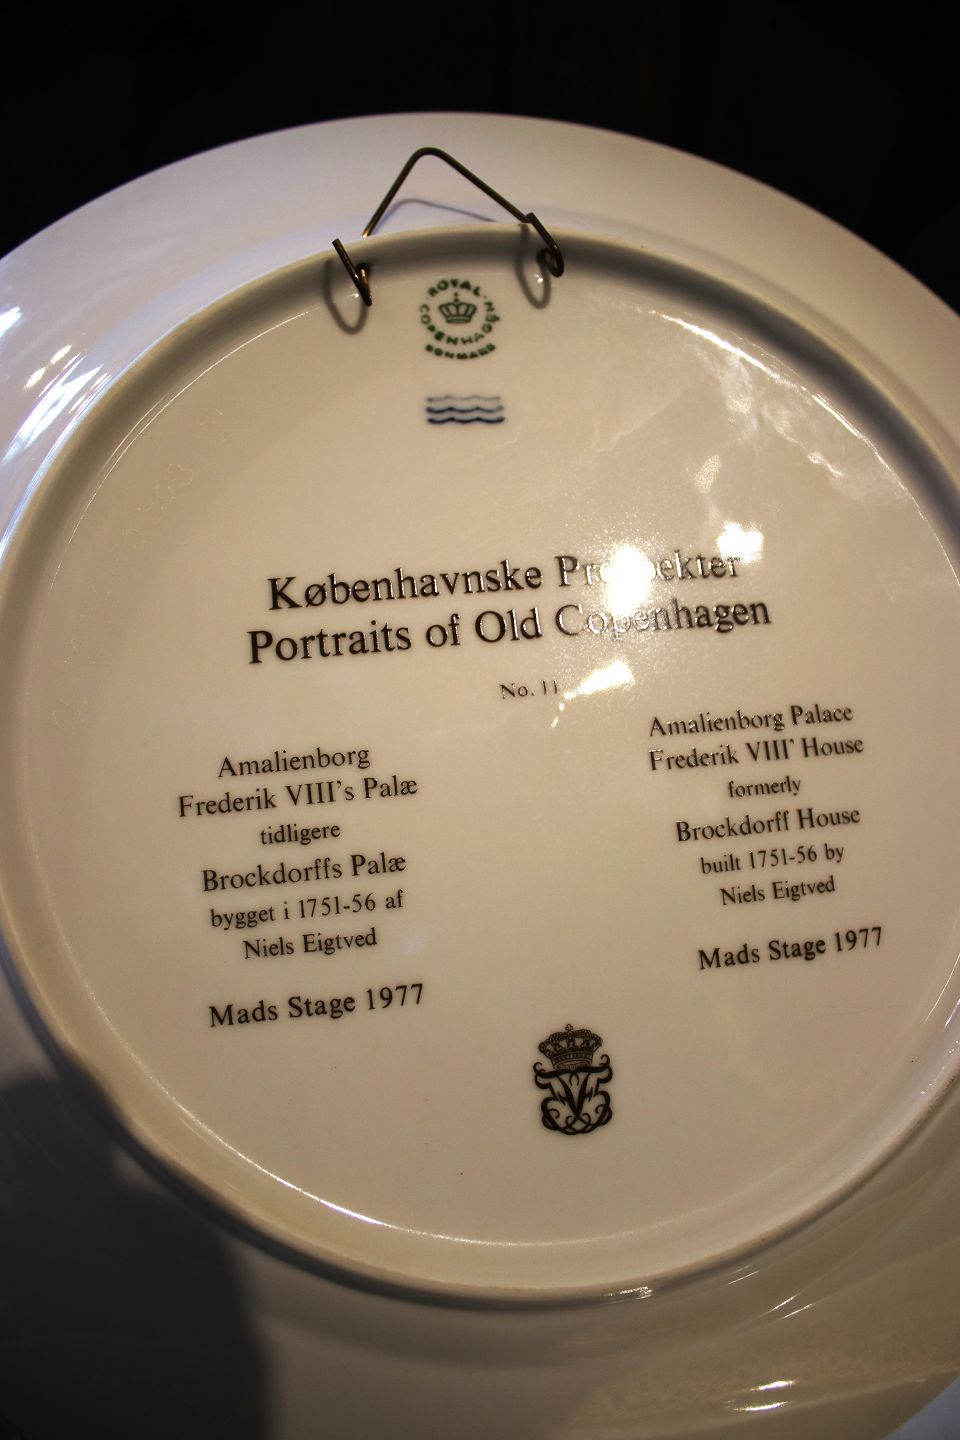 ROYAL
COPENHAGEN
DENMARK
Københavnske Prospekter
Portraits of Old Copenhagen
No. 11
Amalienborg
Frederik VIII's Palæ
tidligere
Brockdorffs Palæ
bygget i 1751-56 af
Niels Eigtved
Mads Stage 1977
Amalienborg Palace
Frederik VIII' House
formerly
Brockdorff House
built 1751-56 by
Niels Eigtved
Mads Stage 1977